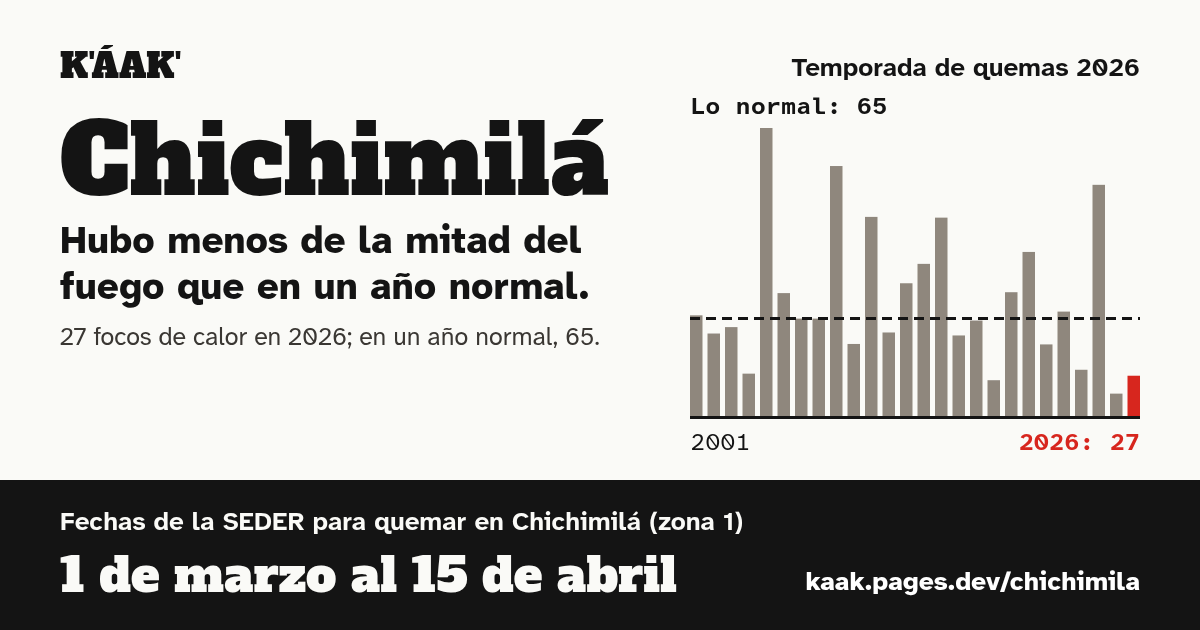 K'ÁAK'
Chichimilá
Hubo menos de la mitad del
fuego que en un año normal.
27 focos de calor en 2026; en un año normal, 65.
Temporada de quemas 2026
Lo normal: 65
2001
2026: 27
Fechas de la SEDER para quemar en Chichimilá (zona 1)
1 de marzo al 15 de abril
kaak.pages.dev/chichimila